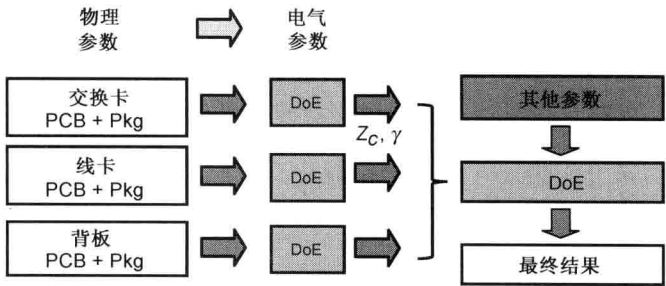 物理
参数
电气
参数
交换卡
PCB + Pkg
DoE
Z_C, γ
线卡
PCB + Pkg
DoE
背板
PCB + Pkg
DoE
其他参数
DoE
最终结果